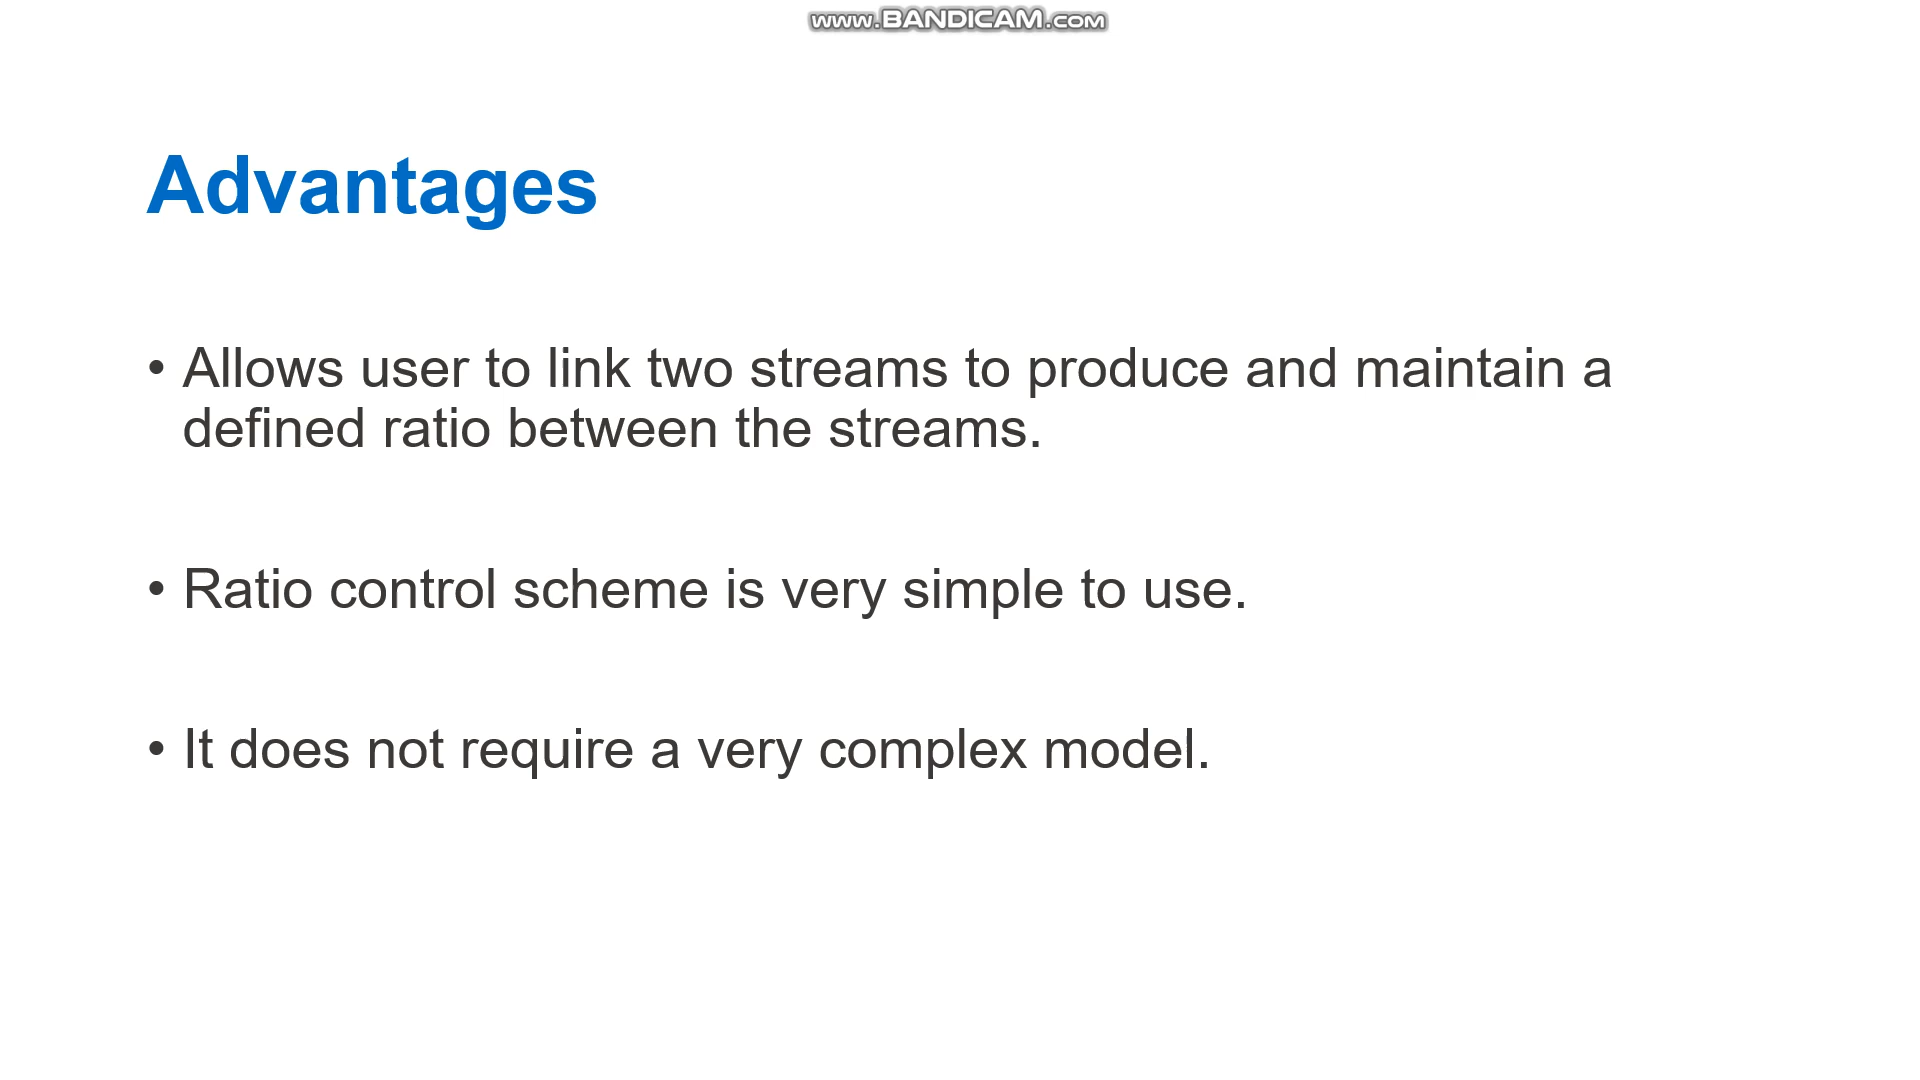 www.BANDICAM.com
Advantages
• Allows user to link two streams to produce and maintain a
defined ratio between the streams.
• Ratio control scheme is very simple to use.
• It does not require a very complex model.